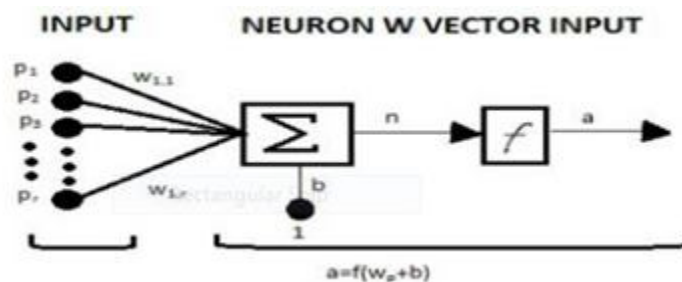 INPUT NEURON W VECTOR INPUT
p₁
w₁,₁
p₂
p₃
Σ n f a
pᵣ w₁,ᵣ b
1
a=f(wₚ+b)